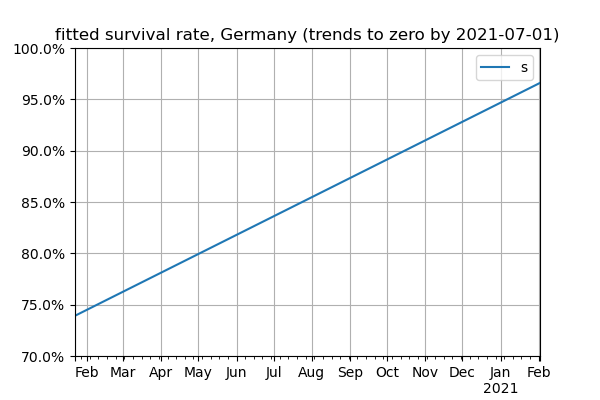 fitted survival rate, Germany (trends to zero by 2021-07-01)
100.0%
s
95.0%
90.0%
85.0%
80.0%
75.0%
70.0%
Feb Mar Apr May Jun Jul Aug Sep Oct Nov Dec Jan Feb
2021